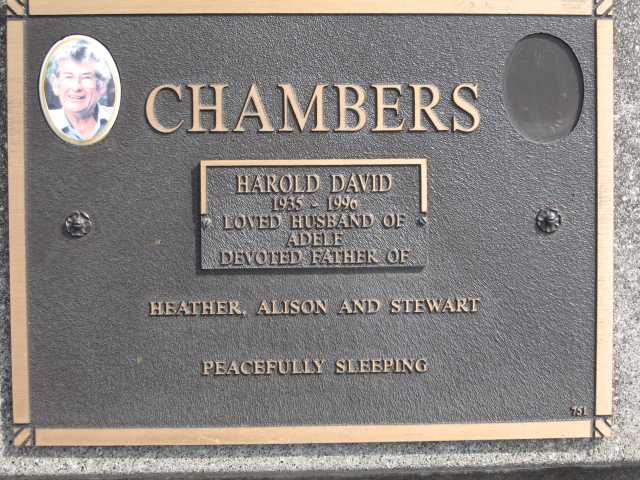 CHAMBERS
HAROLD DAVID
1935 - 1996
LOVED HUSBAND OF
ADELE
DEVOTED FATHER OF
HEATHER, ALISON AND STEWART
PEACEFULLY SLEEPING
751